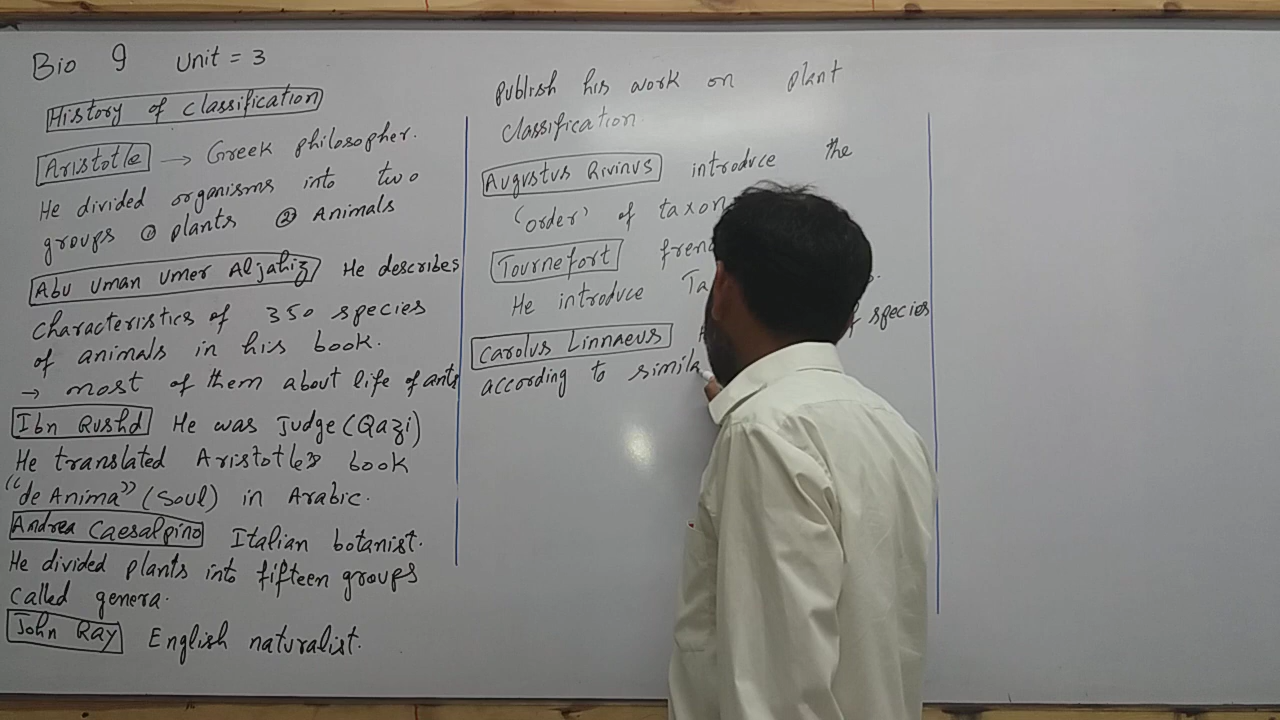 Bio 9 Unit = 3
History of classification
Aristotle → Greek philosopher.
He divided organisms into two
groups ① plants ② Animals
Abu Uman Umer Aljahiz He describes
characteristics of 350 species
of animals in his book.
→ most of them about life of ants
Ibn Rushd He was Judge (Qazi)
He translated Aristotle's book
"de Anima" (soul) in Arabic.
Andrea Caesalpino Italian botanist.
He divided plants into fifteen groups
called genera.
John Ray English naturalist.
publish his work on plant
classification.
Augustus Rivinus introduce the
'order' of taxon
Tournefort fren
He introduce Ta
Carolus Linnaeus species
according to simila